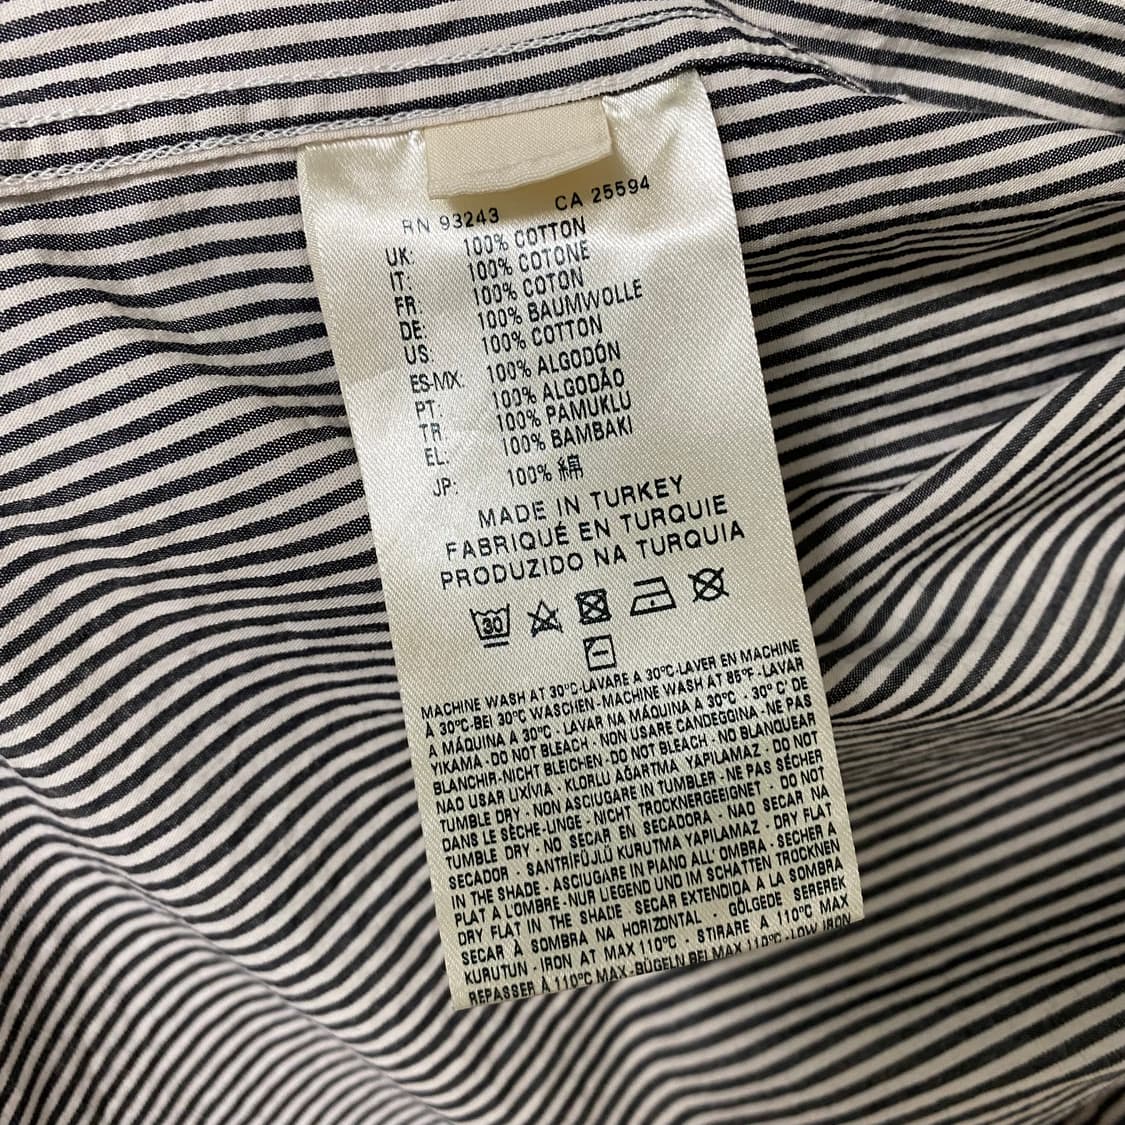 RN 93243 CA 25594
UK: 100% COTTON
IT: 100% COTONE
FR: 100% COTON
DE: 100% BAUMWOLLE
US: 100% COTTON
ES-MX: 100% ALGODÓN
PT: 100% ALGODÃO
TR: 100% PAMUKLU
EL: 100% BAMBAKI
JP: 100% 綿
MADE IN TURKEY
FABRIQUÉ EN TURQUIE
PRODUZIDO NA TURQUIA
30
MACHINE WASH AT 30°C-LAVARE A 30°C-LAVER EN MACHINE
À 30°C-BEI 30°C WASCHEN-MACHINE WASH AT 85°F-LAVAR
A MÁQUINA A 30°C · LAVAR NA MÁQUINA A 30°C · 30° C' DE
YIKAMA-DO NOT BLEACH · NON USARE CANDEGGINA-NE PAS
BLANCHIR-NICHT BLEICHEN-DO NOT BLEACH - NO BLANQUEAR
NAO USAR LIXÍVIA - KLORLU AĞARTMA YAPILAMAZ - DO NOT
TUMBLE DRY - NON ASCIUGARE IN TUMBLER - NE PAS SÉCHER
DANS LE SÈCHE-LINGE - NICHT TROCKNERGEEIGNET - DO NOT
TUMBLE DRY - NO SECAR EN SECADORA - NAO SECAR NA
SECADOR - SANTRİFÜJLÜ KURUTMA YAPILAMAZ - DRY FLAT
IN THE SHADE - ASCIUGARE IN PIANO ALL' OMBRA - SÉCHER A
PLAT A L'OMBRE-NUR LIEGEND UND IM SCHATTEN TROCKNEN
DRY FLAT IN THE SHADE SECAR EXTENDIDA À LA SOMBRA
SECAR À SOMBRA NA HORIZONTAL - GÖLGEDE SEREREK
KURUTUN - IRON AT MAX 110°C · STIRARE A 110°C MAX
REPASSER À 110°C MAX-BÜGELN BEI MAX 110°C-LOW IRON